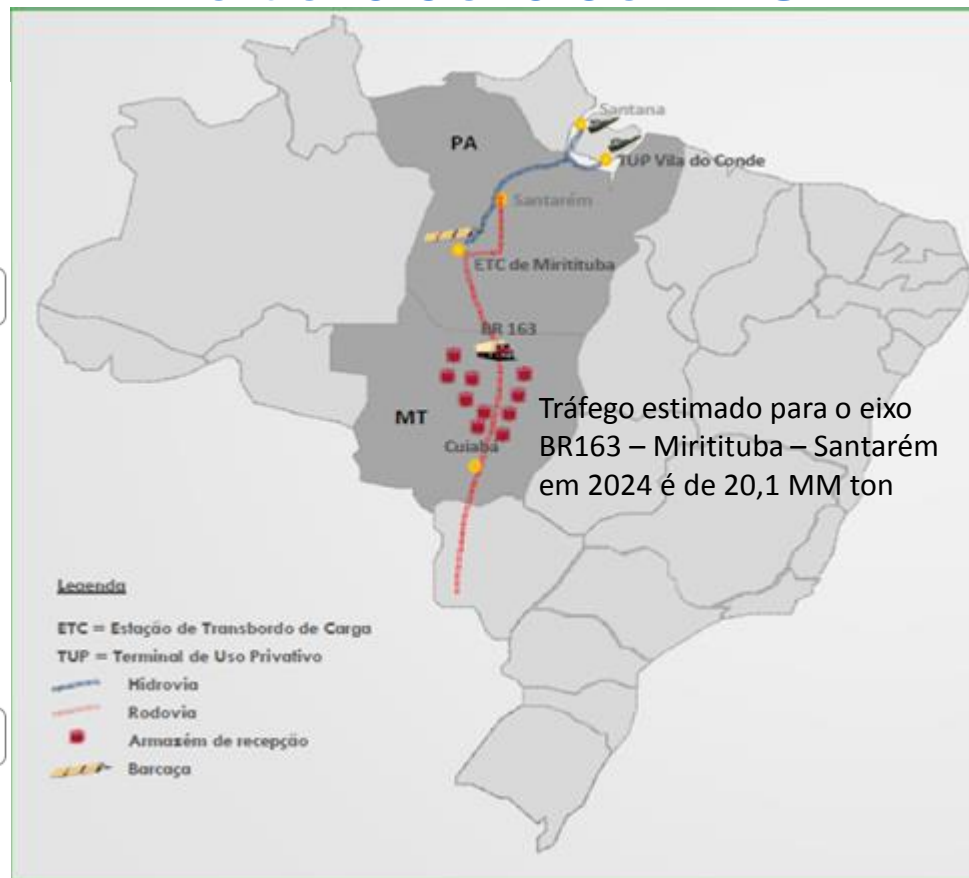 Santana
PA
TUP Vila do Conde
Santarém
ETC de Miritituba
BR 163
MT
Cuiabá
Tráfego estimado para o eixo
BR163 – Miritituba – Santarém
em 2024 é de 20,1 MM ton
Legenda
ETC = Estação de Transbordo de Carga
TUP = Terminal de Uso Privativo
Hidrovia
Rodovia
Armazém de recepção
Barcaça